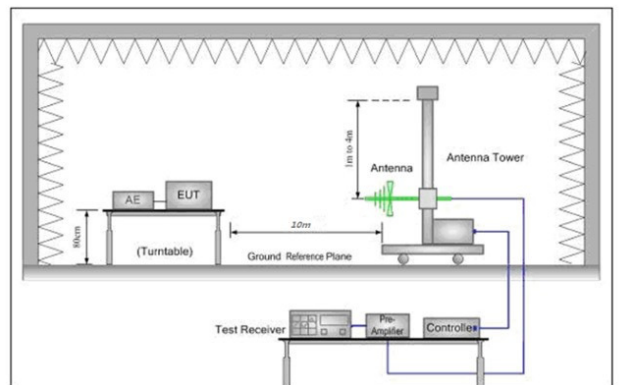 1m to 4m
Antenna
Antenna Tower
AE
EUT
80cm
(Turntable)
10m
Ground Reference Plane
Test Receiver
Pre-
Amplifier
Controller